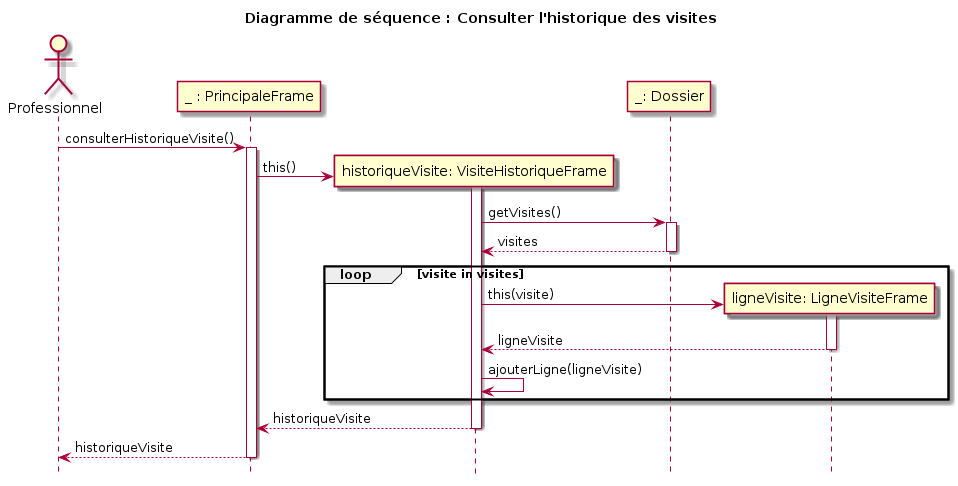 Diagramme de séquence : Consulter l'historique des visites
Professionnel
_ : PrincipaleFrame
_: Dossier
consulterHistoriqueVisite()
this()
historiqueVisite: VisiteHistoriqueFrame
getVisites()
visites
loop [visite in visites]
this(visite)
ligneVisite: LigneVisiteFrame
ligneVisite
ajouterLigne(ligneVisite)
historiqueVisite
historiqueVisite